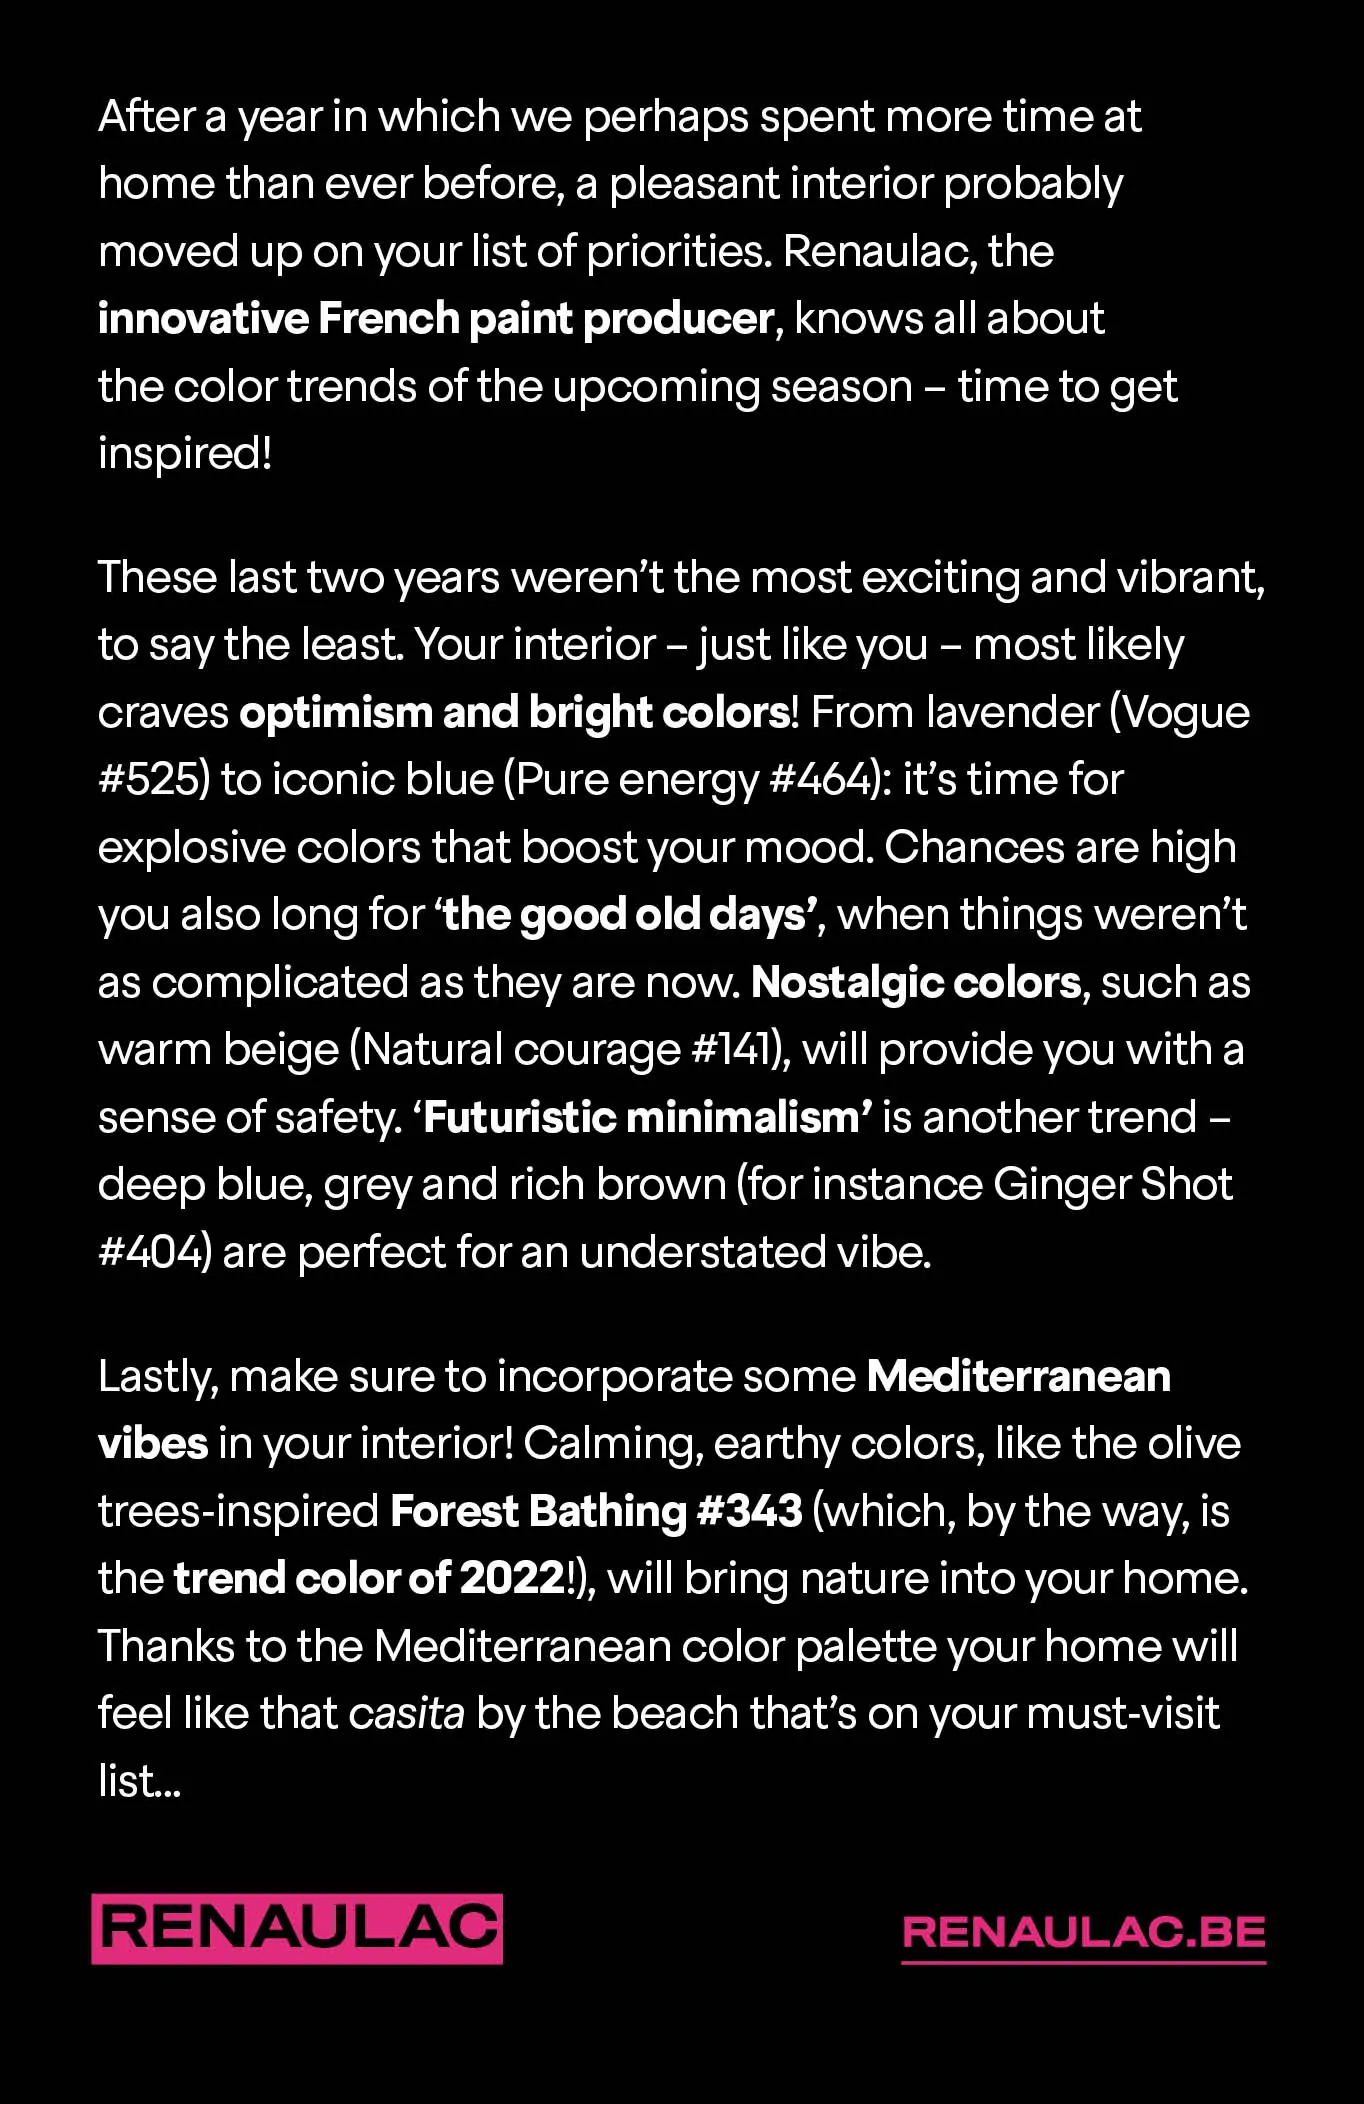 After a year in which we perhaps spent more time at
home than ever before, a pleasant interior probably
moved up on your list of priorities. Renaulac, the
innovative French paint producer, knows all about
the color trends of the upcoming season – time to get
inspired!
These last two years weren’t the most exciting and vibrant,
to say the least. Your interior – just like you – most likely
craves optimism and bright colors! From lavender (Vogue
#525) to iconic blue (Pure energy #464): it’s time for
explosive colors that boost your mood. Chances are high
you also long for ‘the good old days’, when things weren’t
as complicated as they are now. Nostalgic colors, such as
warm beige (Natural courage #141), will provide you with a
sense of safety. ‘Futuristic minimalism’ is another trend –
deep blue, grey and rich brown (for instance Ginger Shot
#404) are perfect for an understated vibe.
Lastly, make sure to incorporate some Mediterranean
vibes in your interior! Calming, earthy colors, like the olive
trees-inspired Forest Bathing #343 (which, by the way, is
the trend color of 2022!), will bring nature into your home.
Thanks to the Mediterranean color palette your home will
feel like that casita by the beach that’s on your must-visit
list...
RENAULAC
RENAULAC.BE